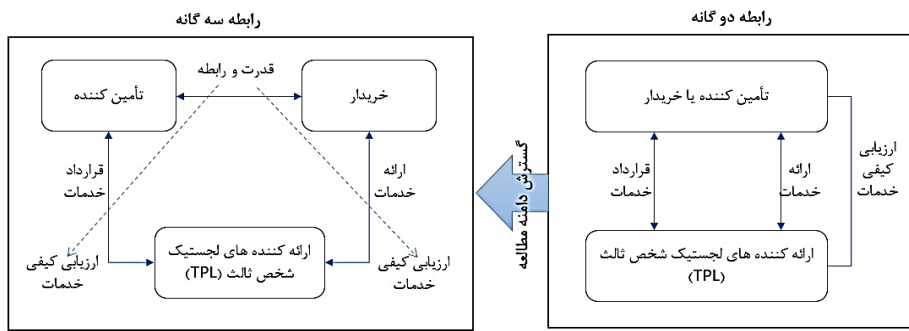 رابطه دو گانه
تأمین کننده یا خریدار
قرارداد
خدمات
ارائه
خدمات
ارزیابی
کیفی
خدمات
ارائه کننده های لجستیک شخص ثالث
(TPL)
گسترش دامنه مطالعه
رابطه سه گانه
خریدار
قدرت و رابطه
تأمین کننده
ارائه
خدمات
قرارداد
خدمات
ارائه کننده های لجستیک
شخص ثالث (TPL)
ارزیابی کیفی
خدمات
ارزیابی کیفی
خدمات